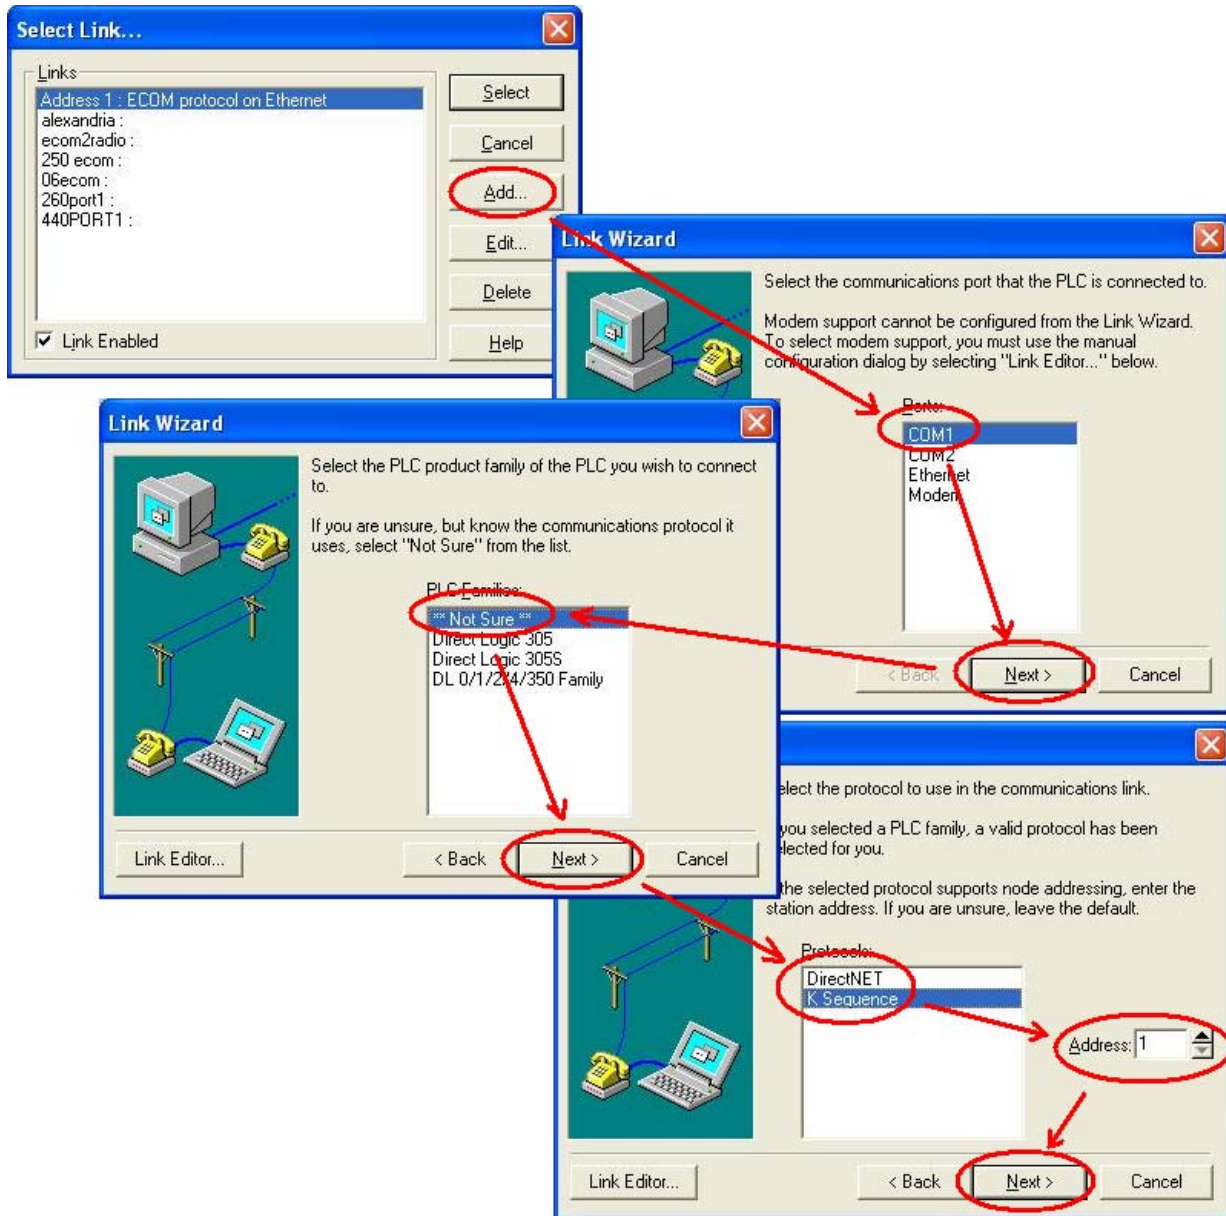 Select Link...
Links
Address 1 : ECOM protocol on Ethernet
alexandria :
ecom2radio :
250 ecom :
06ecom :
260port1 :
440PORT1 :
Link Enabled
Select
Cancel
Add...
Edit...
Delete
Help
Link Wizard
Select the communications port that the PLC is connected to.
Modem support cannot be configured from the Link Wizard.
To select modem support, you must use the manual
configuration dialog by selecting "Link Editor..." below.
Ports:
COM1
COM2
Ethernet
Modem
< Back
Next >
Cancel
Link Wizard
Select the PLC product family of the PLC you wish to connect
to.
If you are unsure, but know the communications protocol it
uses, select "Not Sure" from the list.
PLC Families:
** Not Sure **
Direct Logic 305
Direct Logic 305S
DL 0/1/2/4/350 Family
Link Editor...
< Back
Next >
Cancel
elect the protocol to use in the communications link.
you selected a PLC family, a valid protocol has been
elected for you.
the selected protocol supports node addressing, enter the
station address. If you are unsure, leave the default.
Protocols:
DirectNET
K Sequence
Address: 1
Link Editor...
< Back
Next >
Cancel